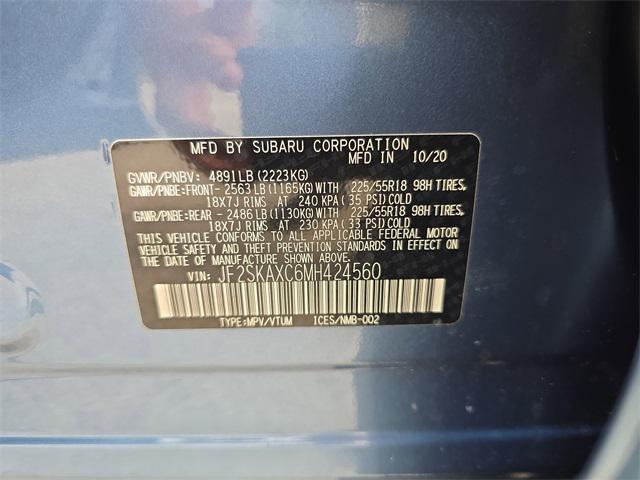 MFD BY SUBARU CORPORATION
GVWR/PNBV: 4891LB(2223KG) MFD IN 10/20
GAWR/PNBE:FRONT- 2563LB(1165KG)WITH 225/55R18 98H TIRES,
18X7J RIMS AT 240 KPA(35 PSI)COLD
GAWR/PNBE:REAR - 2486LB(1130KG)WITH 225/55R18 98H TIRES,
18X7J RIMS AT 230 KPA(33 PSI)COLD
THIS VEHICLE CONFORMS TO ALL APPLICABLE FEDERAL MOTOR
VEHICLE SAFETY AND THEFT PREVENTION STANDARDS IN EFFECT
ON THE DATE OF MANUFACTURE SHOWN ABOVE.
VIN: JF2SKAXC6MH424560
TYPE:MPV/VTUM ICES/NMB-002